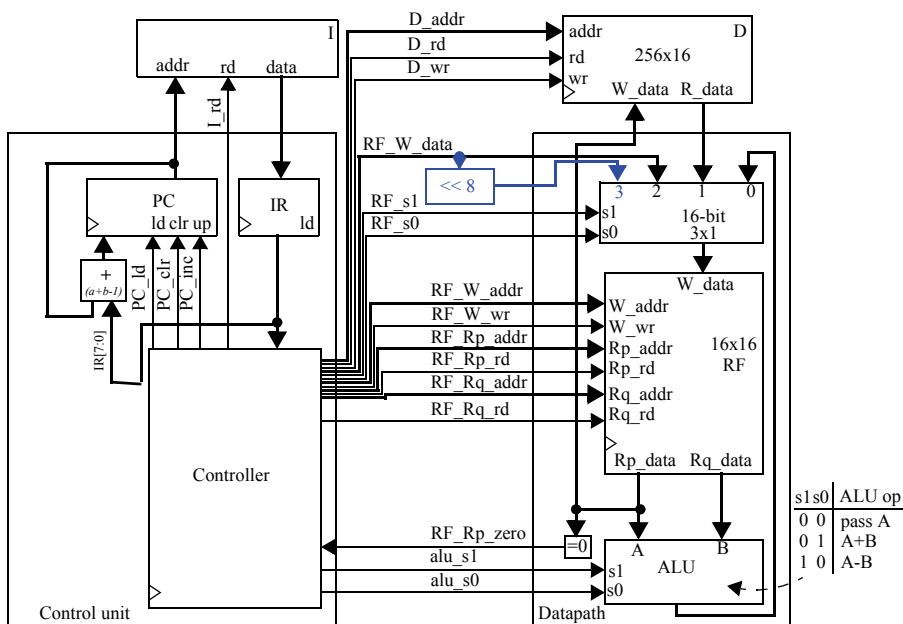 I
addr rd data
I_rd
D_addr
D_rd
D_wr
D
addr
rd
wr
256x16
W_data R_data
RF_W_data
<< 8
3 2 1 0
s1
s0
16-bit
3x1
RF_s1
RF_s0
PC
ld clr up
IR
ld
+
(a+b-1)
IR[7:0]
PC_ld
PC_clr
PC_inc
RF_W_addr
RF_W_wr
RF_Rp_addr
RF_Rp_rd
RF_Rq_addr
RF_Rq_rd
W_data
W_addr
W_wr
Rp_addr
Rp_rd
Rq_addr
Rq_rd
16x16
RF
Rp_data Rq_data
Controller
RF_Rp_zero
alu_s1
alu_s0
=0
A B
s1
s0
ALU
s1 s0 ALU op
0 0 pass A
0 1 A+B
1 0 A-B
Control unit
Datapath